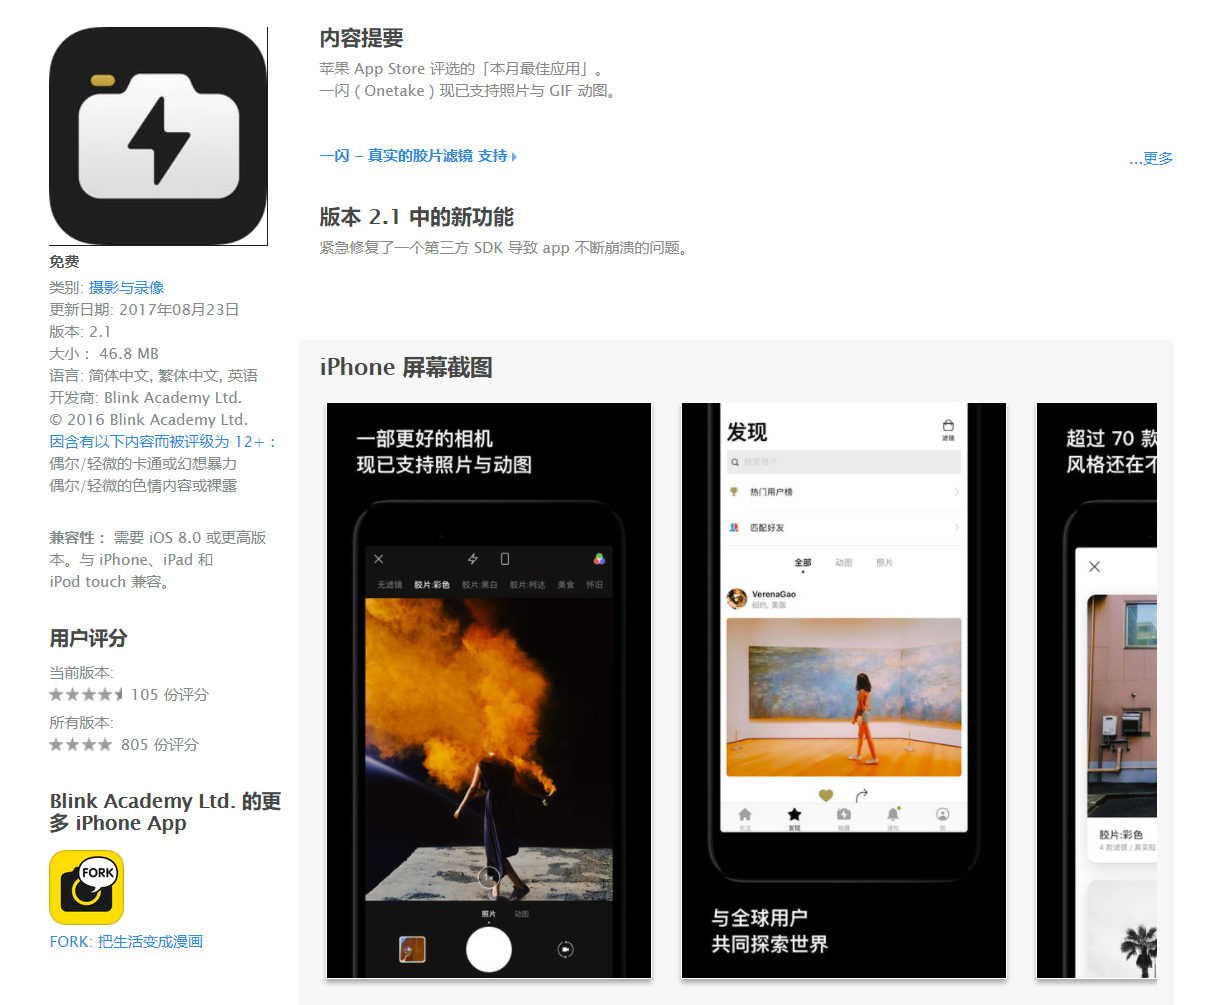 内容提要
苹果 App Store 评选的「本月最佳应用」。
一闪 ( Onetake ) 现已支持照片与 GIF 动图。
一闪 – 真实的胶片滤镜 支持
...更多
版本 2.1 中的新功能
紧急修复了一个第三方 SDK 导致 app 不断崩溃的问题。
免费
类别: 摄影与录像
更新日期: 2017年08月23日
版本: 2.1
大小： 46.8 MB
语言: 简体中文, 繁体中文, 英语
开发商: Blink Academy Ltd.
© 2016 Blink Academy Ltd.
因含有以下内容而被评级为 12+：
偶尔/轻微的卡通或幻想暴力
偶尔/轻微的色情内容或裸露
兼容性： 需要 iOS 8.0 或更高版
本。与 iPhone、iPad 和
iPod touch 兼容。
用户评分
当前版本:
105 份评分
所有版本:
805 份评分
Blink Academy Ltd. 的更
多 iPhone App
FORK
FORK: 把生活变成漫画
iPhone 屏幕截图
一部更好的相机
现已支持照片与动图
无滤镜 胶片:彩色 胶片:黑白 胶片:柯达 美食 怀旧
1x
照片 动图
发现
滤镜
搜索用户
热门用户榜
匹配好友
全部 动图 照片
VerenaGao
纽约, 美国
关注 发现 拍摄 通知 我
与全球用户
共同探索世界
超过 70 款
风格还在不
胶片:彩色
4 款滤镜 / 真实胶